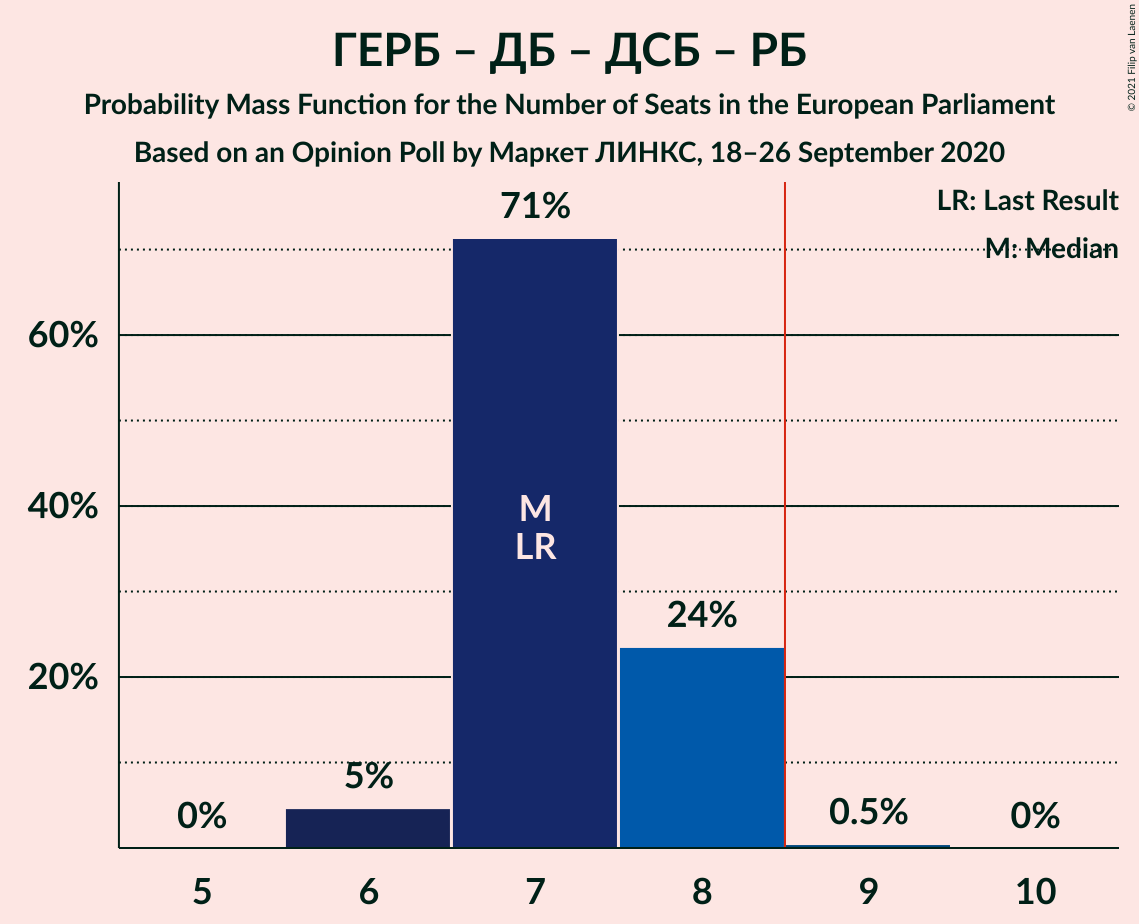 ГЕРБ – ДБ – ДСБ – РБ
Probability Mass Function for the Number of Seats in the European Parliament
Based on an Opinion Poll by Маркет ЛИНКС, 18–26 September 2020
© 2021 Filip van Laenen
LR: Last Result
M: Median
71%
60%
M
40%
LR
24%
20%
5%
0%
0.5%
0%
5
6
7
8
9
10